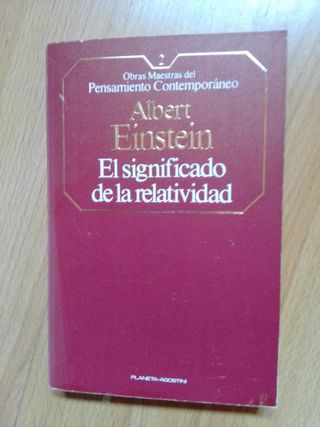 2
Obras Maestras del
Pensamiento Contemporáneo
Albert
Einstein
El significado
de la relatividad
PLANETA-AGOSTINI